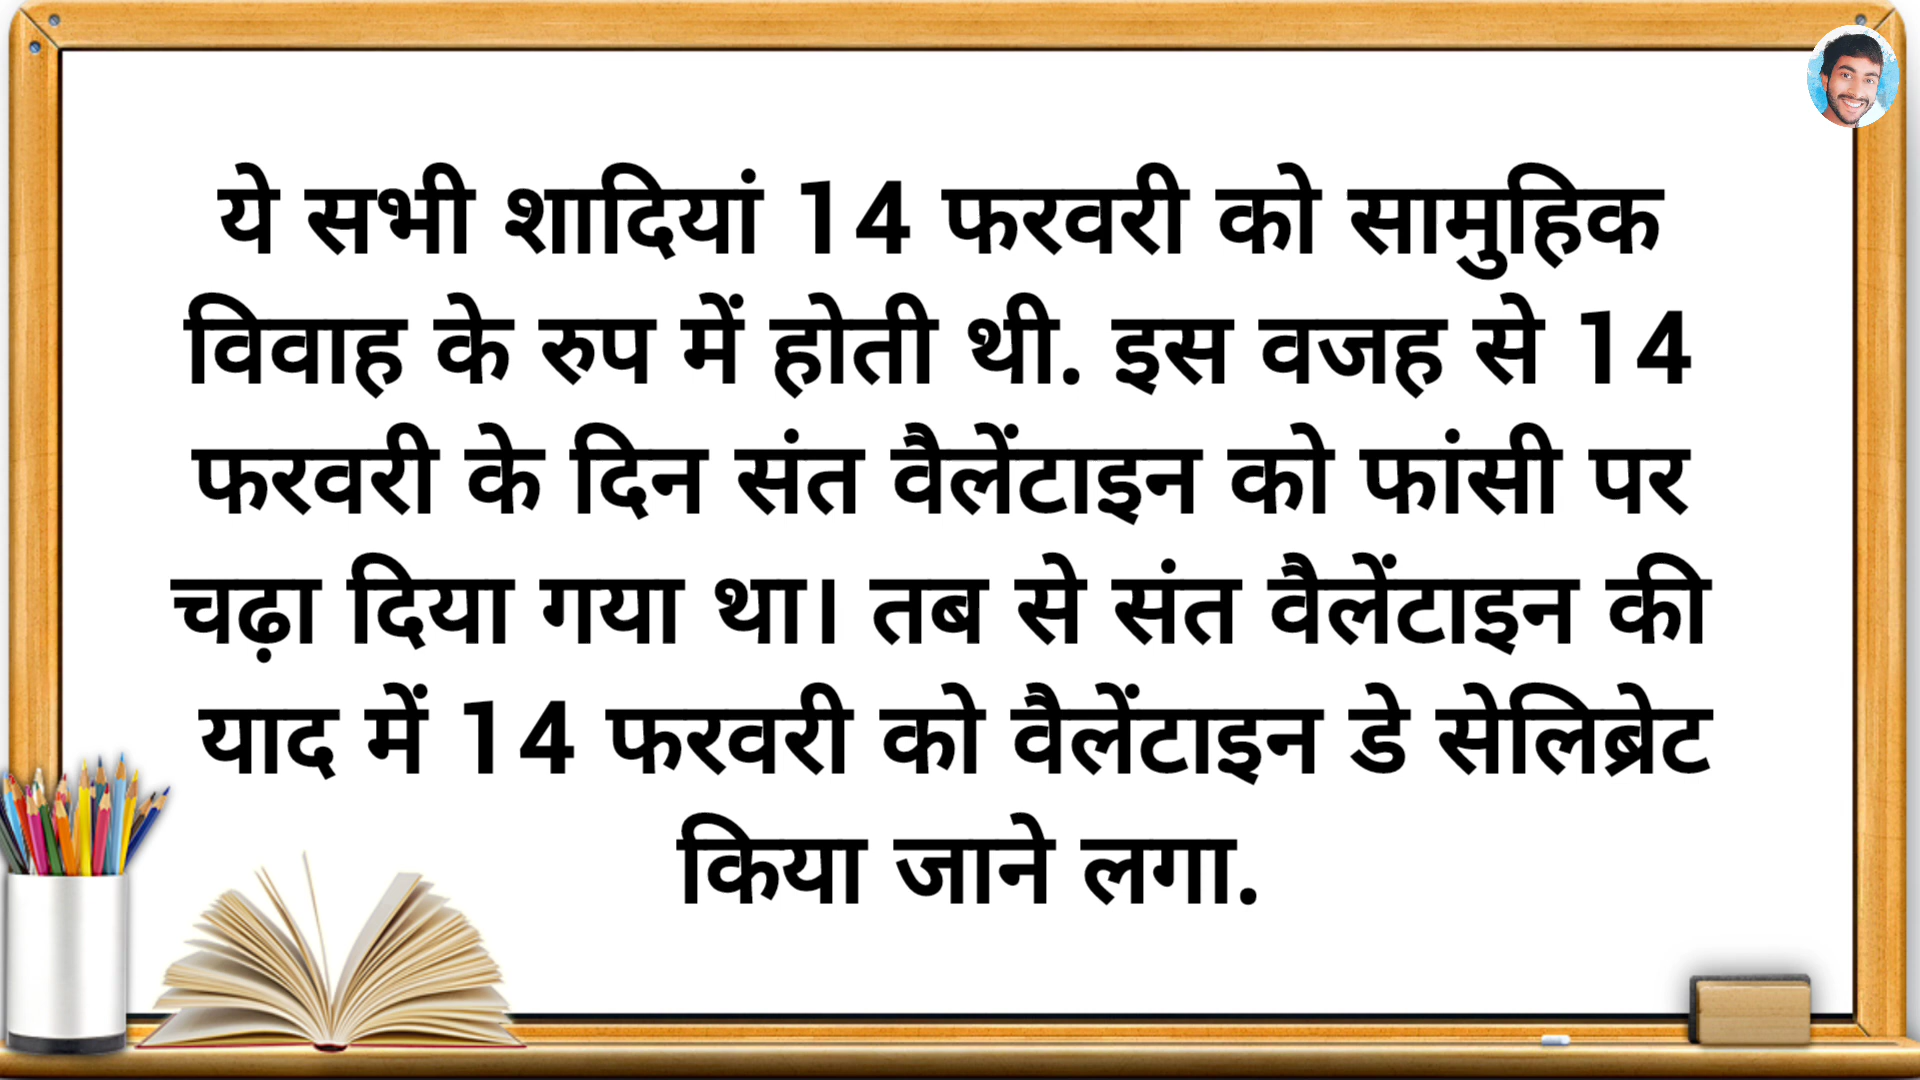 ये सभी शादियां 14 फरवरी को सामुहिक
विवाह के रुप में होती थी. इस वजह से 14
फरवरी के दिन संत वैलेंटाइन को फांसी पर
चढ़ा दिया गया था। तब से संत वैलेंटाइन की
याद में 14 फरवरी को वैलेंटाइन डे सेलिब्रेट
किया जाने लगा.